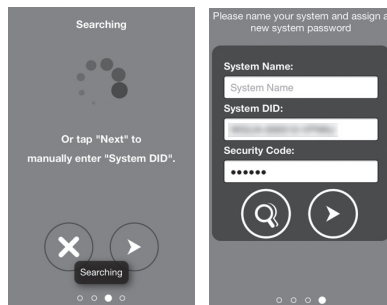 Searching
Or tap "Next" to
manually enter "System DID".
Searching
Please name your system and assign a
new system password
System Name:
System Name
System DID:
Security Code:
••••••